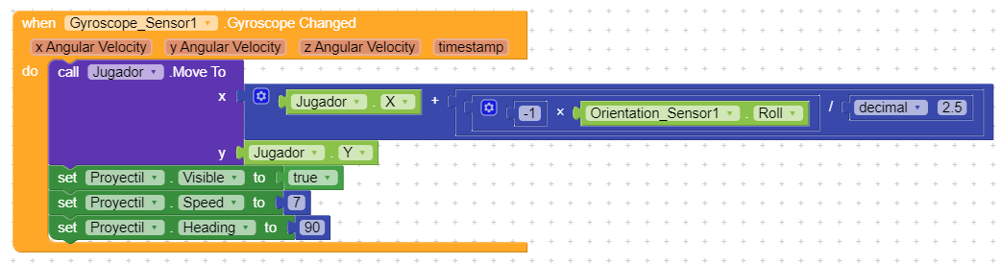 when Gyroscope_Sensor1 .Gyroscope Changed
x Angular Velocity y Angular Velocity z Angular Velocity timestamp
do call Jugador .Move To
x Jugador . X + -1 × Orientation_Sensor1 . Roll / decimal 2.5
y Jugador . Y
set Proyectil . Visible to true
set Proyectil . Speed to 7
set Proyectil . Heading to 90